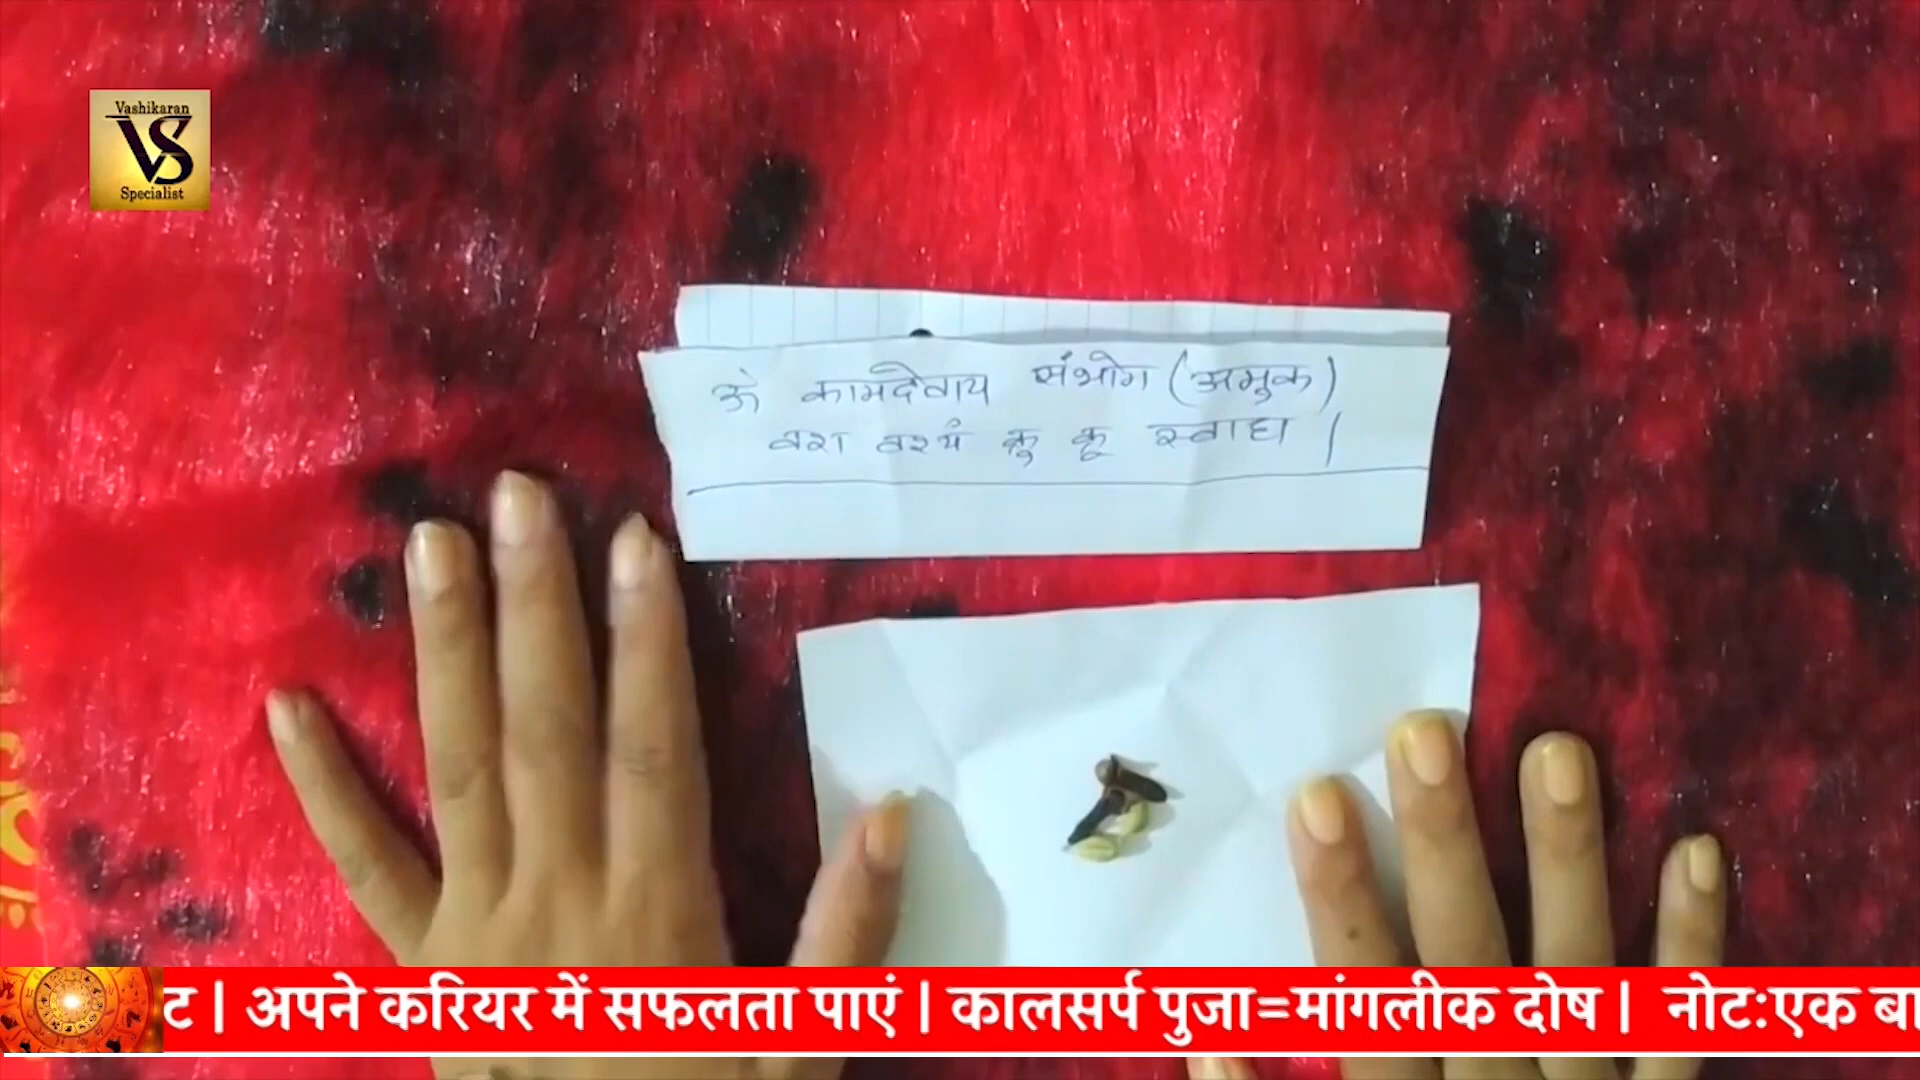 Vashikaran
VS
Specialist
ॐ कामदेवाय संभोग (अमुक)
वश वश्यं कु कू स्वाहा |
ट | अपने करियर में सफलता पाएं | कालसर्प पुजा=मांगलीक दोष | नोट:एक बा